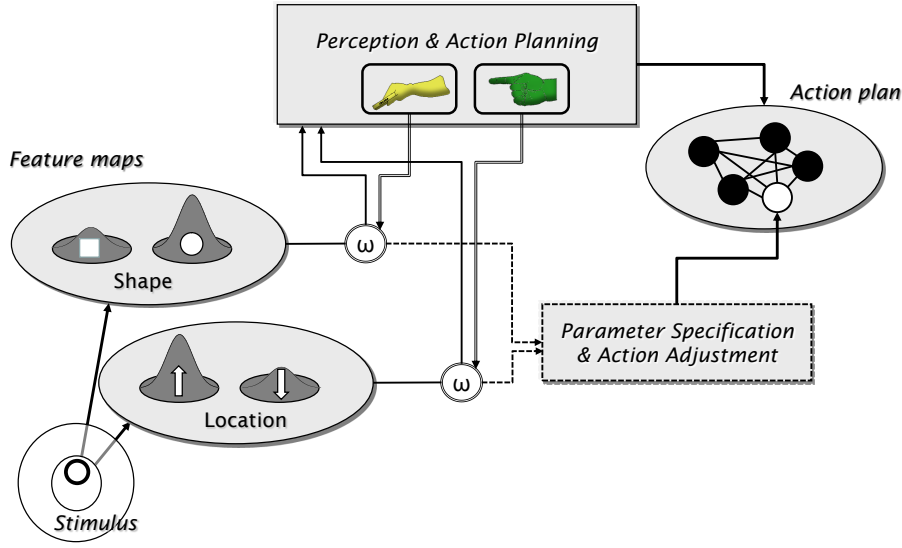 Perception & Action Planning
Action plan
Feature maps
ω
Shape
Parameter Specification
& Action Adjustment
ω
Location
Stimulus